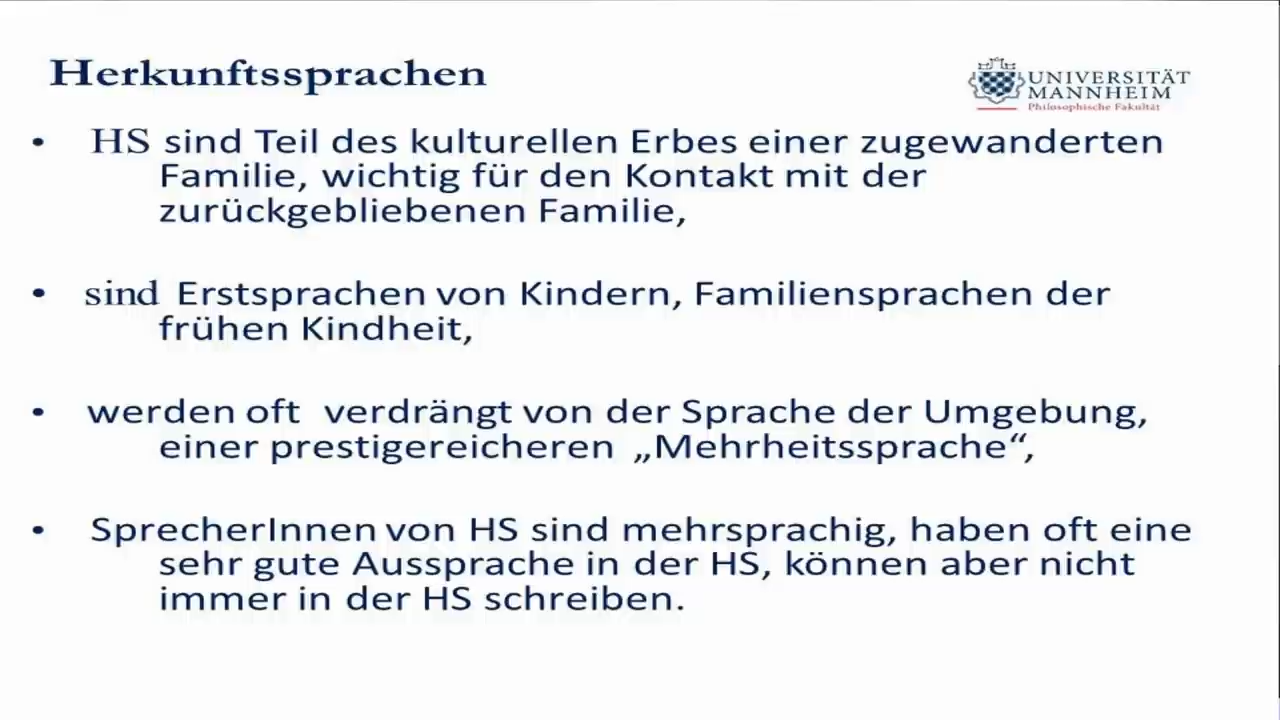 Herkunftssprachen
UNIVERSITÄT
MANNHEIM
Philosophische Fakultät
• HS sind Teil des kulturellen Erbes einer zugewanderten
Familie, wichtig für den Kontakt mit der
zurückgebliebenen Familie,
• sind Erstsprachen von Kindern, Familiensprachen der
frühen Kindheit,
• werden oft verdrängt von der Sprache der Umgebung,
einer prestigereicheren „Mehrheitssprache“,
• SprecherInnen von HS sind mehrsprachig, haben oft eine
sehr gute Aussprache in der HS, können aber nicht
immer in der HS schreiben.